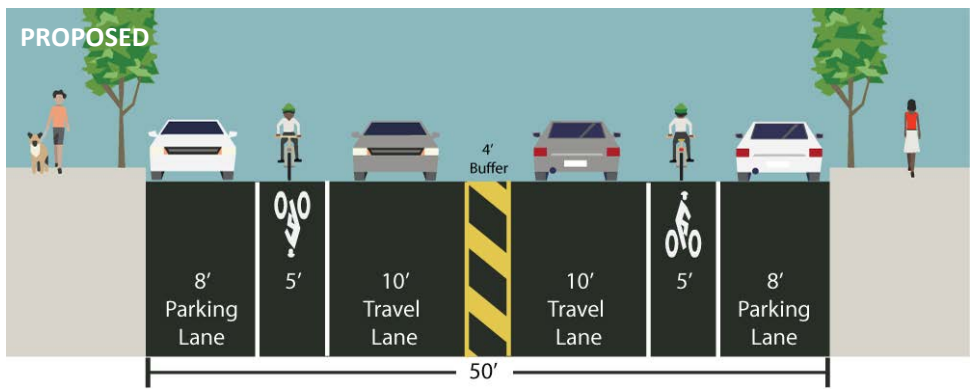 PROPOSED
4'
Buffer
8'
Parking
Lane
5'
10'
Travel
Lane
10'
Travel
Lane
5'
8'
Parking
Lane
50'